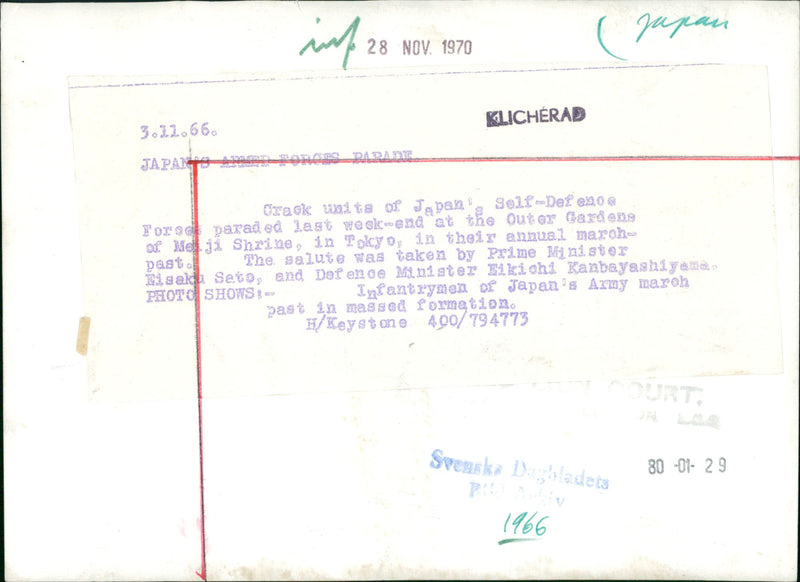 inf. 28 NOV. 1970
( Japan
KLICHÉRAD
3.11.66.
JAPAN'S ARMED FORCES PARADE
Crack units of Japan's Self-Defence
Forces paraded last week-end at the Outer Gardens
of Meiji Shrine, in Tokyo, in their annual march-
past. The salute was taken by Prime Minister
Eisaku Sato, and Defence Minister Eikichi Kanbayashiyama.
PHOTO SHOWS:- Infantrymen of Japan's Army march
past in massed formation.
H/Keystone 400/794773
COURT,
Svenska Dagbladets
80 -01- 29
Bild Arkiv
1966